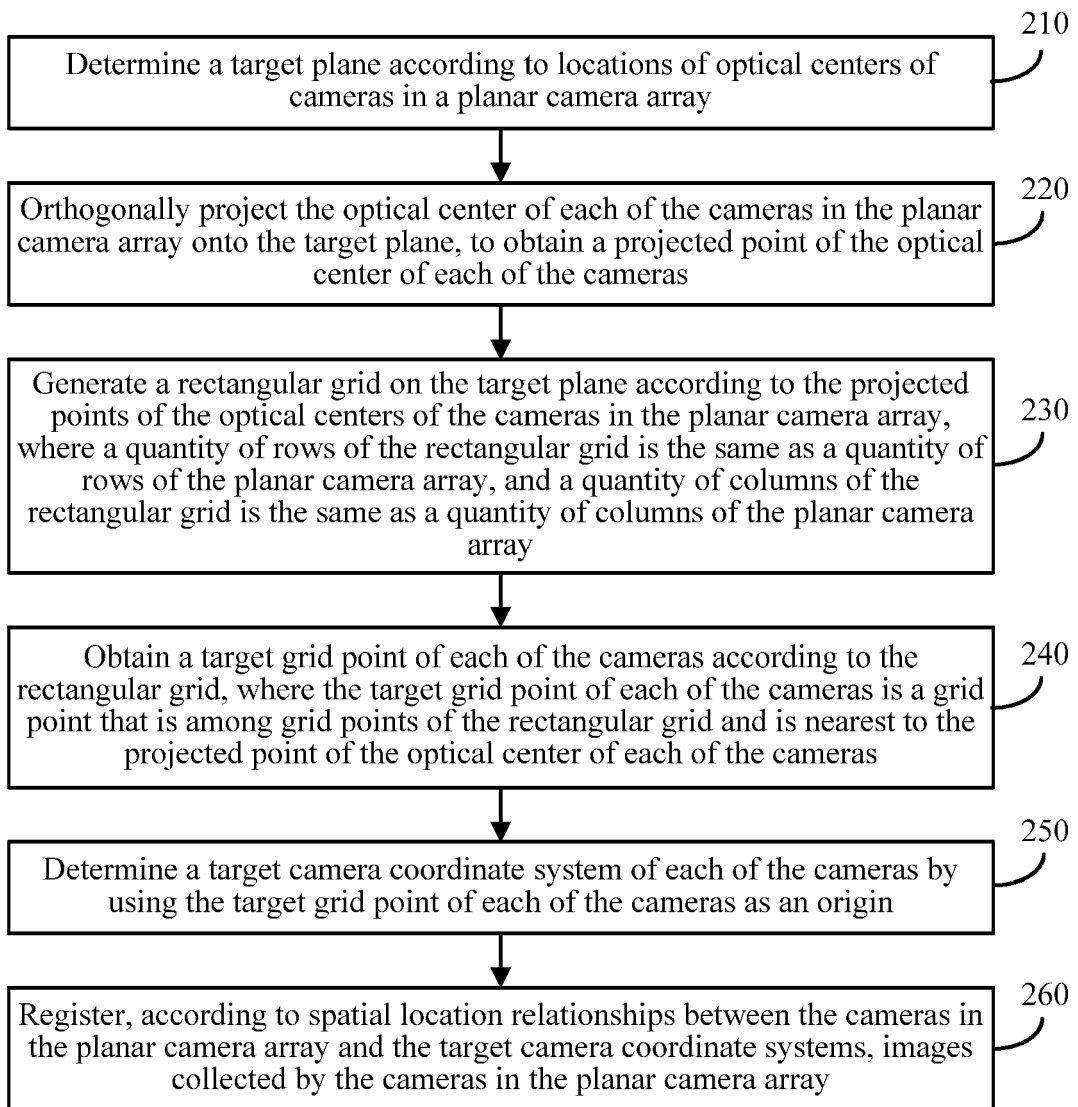 210
Determine a target plane according to locations of optical centers of
cameras in a planar camera array
220
Orthogonally project the optical center of each of the cameras in the planar
camera array onto the target plane, to obtain a projected point of the optical
center of each of the cameras
230
Generate a rectangular grid on the target plane according to the projected
points of the optical centers of the cameras in the planar camera array,
where a quantity of rows of the rectangular grid is the same as a quantity of
rows of the planar camera array, and a quantity of columns of the
rectangular grid is the same as a quantity of columns of the planar camera
array
240
Obtain a target grid point of each of the cameras according to the
rectangular grid, where the target grid point of each of the cameras is a grid
point that is among grid points of the rectangular grid and is nearest to the
projected point of the optical center of each of the cameras
250
Determine a target camera coordinate system of each of the cameras by
using the target grid point of each of the cameras as an origin
260
Register, according to spatial location relationships between the cameras in
the planar camera array and the target camera coordinate systems, images
collected by the cameras in the planar camera array